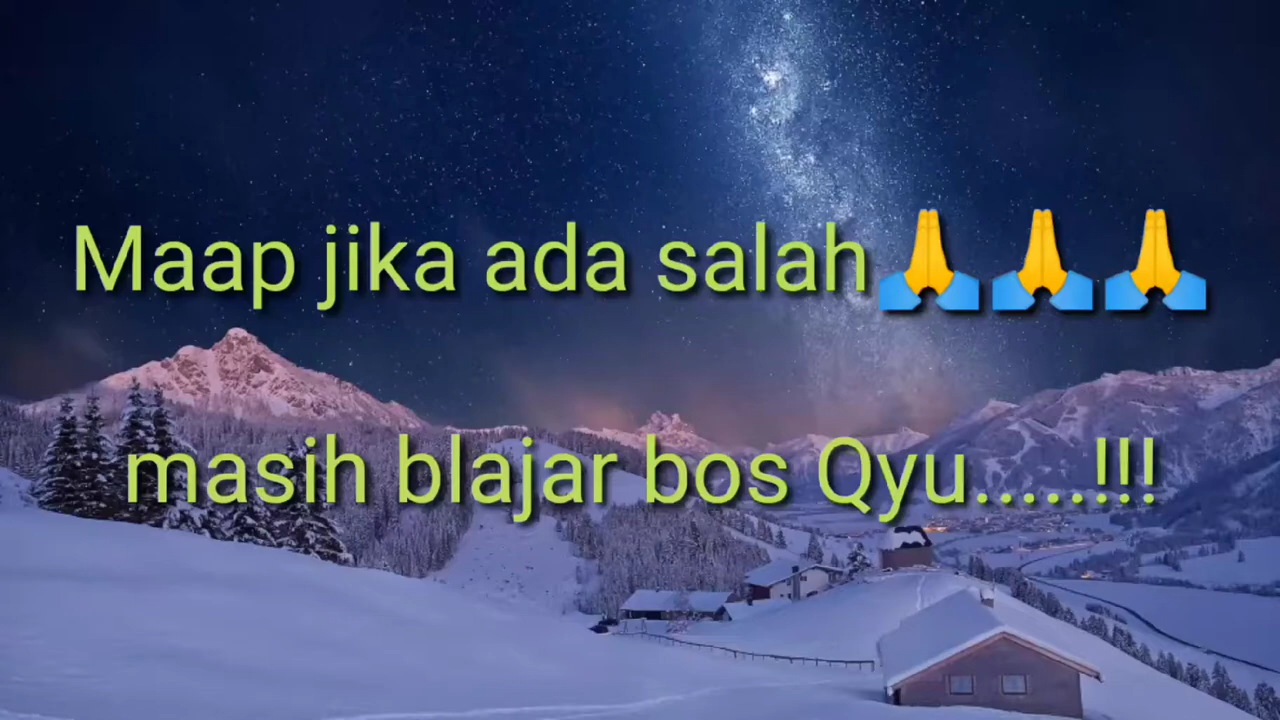 Maap jika ada salah🙏🙏🙏
masih blajar bos Qyu.....!!!